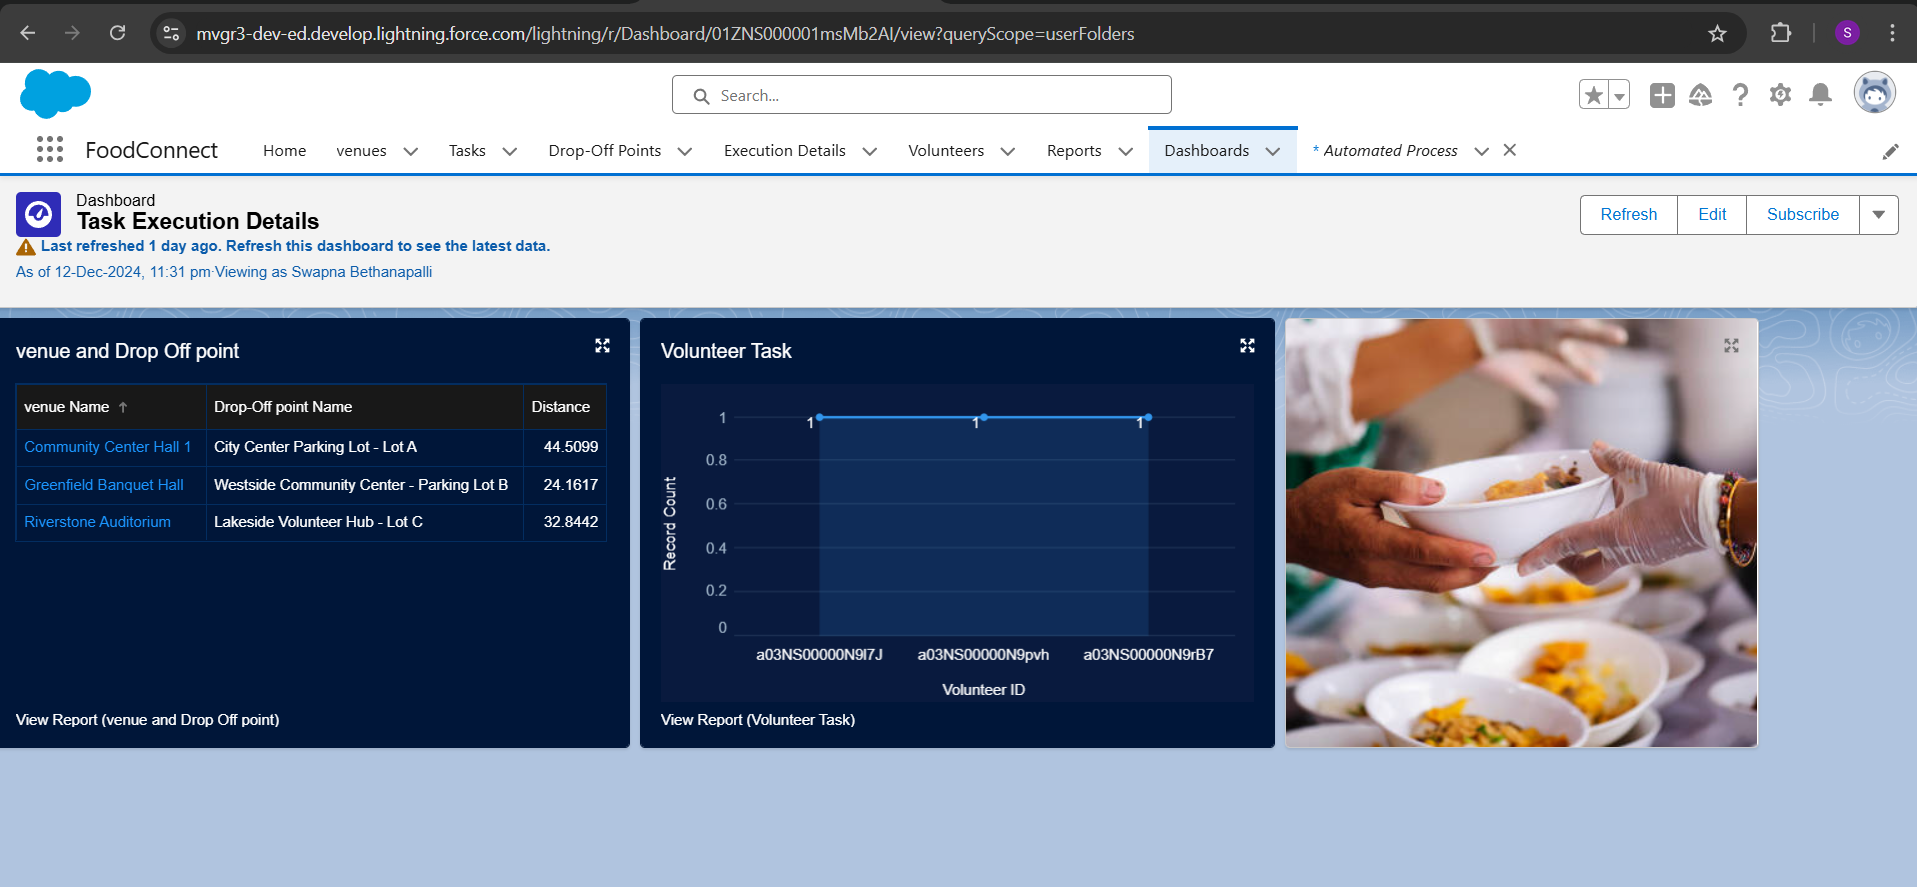 mvgr3-dev-ed.develop.lightning.force.com/lightning/r/Dashboard/01ZNS000001msMb2AI/view?queryScope=userFolders
S
Search...
FoodConnect
Home
venues
Tasks
Drop-Off Points
Execution Details
Volunteers
Reports
Dashboards
* Automated Process
Dashboard
Task Execution Details
Last refreshed 1 day ago. Refresh this dashboard to see the latest data.
As of 12-Dec-2024, 11:31 pm·Viewing as Swapna Bethanapalli
Refresh
Edit
Subscribe
venue and Drop Off point
venue Name ↑ Drop-Off point Name Distance
Community Center Hall 1 City Center Parking Lot - Lot A 44.5099
Greenfield Banquet Hall Westside Community Center - Parking Lot B 24.1617
Riverstone Auditorium Lakeside Volunteer Hub - Lot C 32.8442
View Report (venue and Drop Off point)
Volunteer Task
Record Count
1
0.8
0.6
0.4
0.2
0
1 1 1
a03NS00000N9I7J a03NS00000N9pvh a03NS00000N9rB7
Volunteer ID
View Report (Volunteer Task)